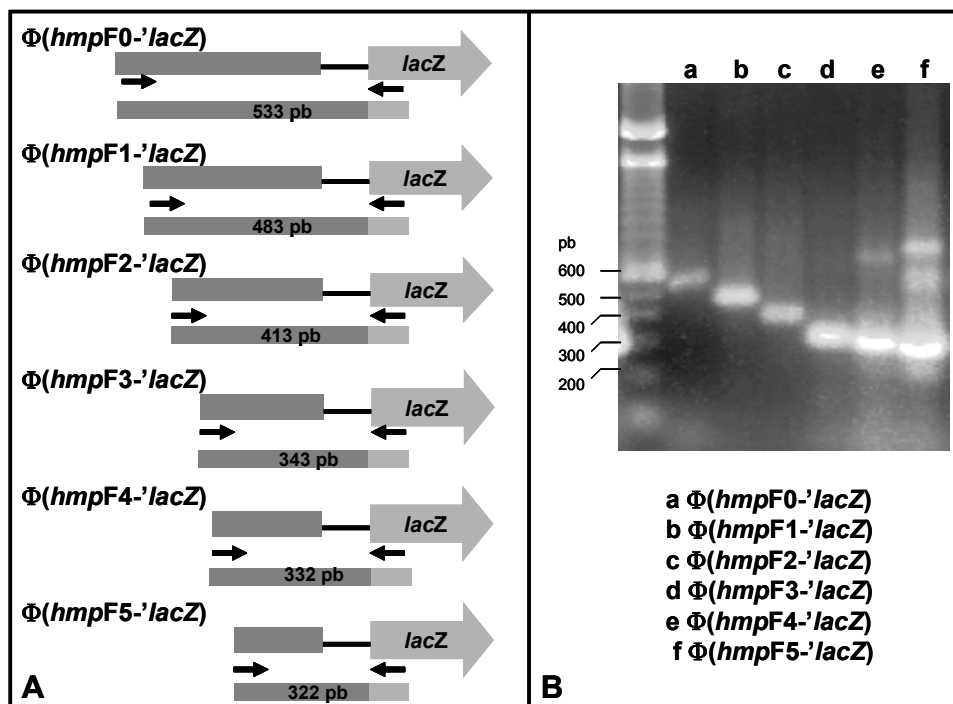 Φ(hmpF0-'lacZ)
lacZ
533 pb
Φ(hmpF1-'lacZ)
lacZ
483 pb
Φ(hmpF2-'lacZ)
lacZ
413 pb
Φ(hmpF3-'lacZ)
lacZ
343 pb
Φ(hmpF4-'lacZ)
lacZ
332 pb
Φ(hmpF5-'lacZ)
lacZ
322 pb
A
a b c d e f
pb
600
500
400
300
200
a Φ(hmpF0-'lacZ)
b Φ(hmpF1-'lacZ)
c Φ(hmpF2-'lacZ)
d Φ(hmpF3-'lacZ)
e Φ(hmpF4-'lacZ)
f Φ(hmpF5-'lacZ)
B